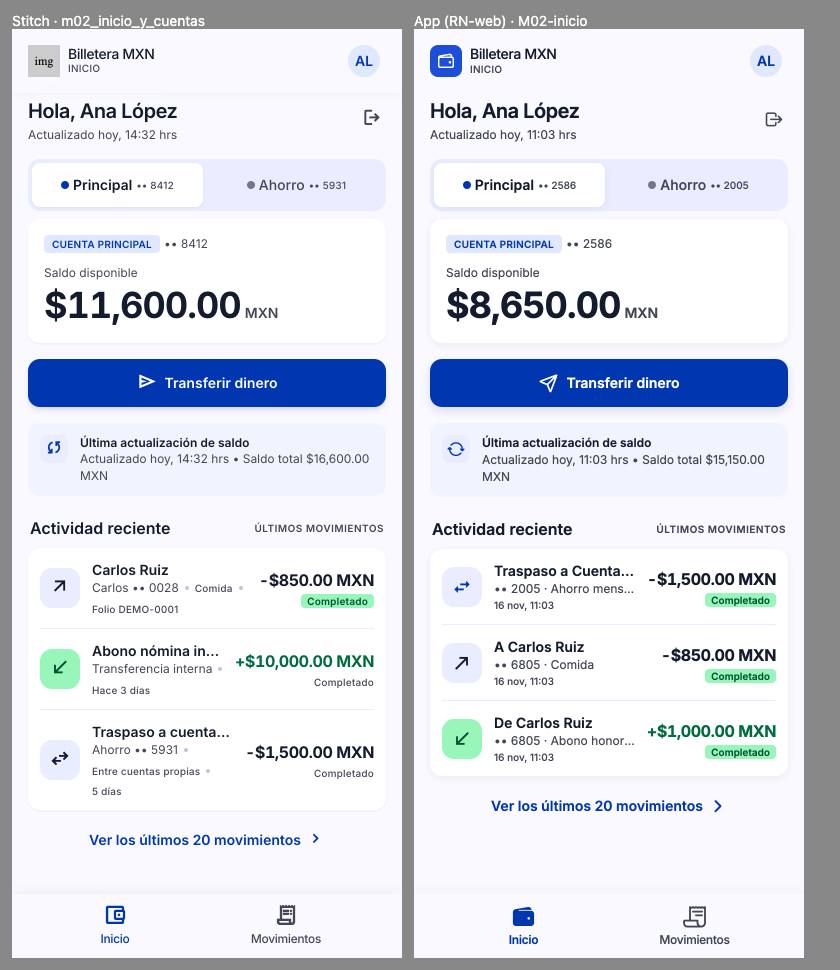 Stitch · m02_inicio_y_cuentas
img
Billetera MXN
INICIO
AL
Hola, Ana López
Actualizado hoy, 14:32 hrs
Principal •• 8412
Ahorro •• 5931
CUENTA PRINCIPAL •• 8412
Saldo disponible
$11,600.00 MXN
Transferir dinero
Última actualización de saldo
Actualizado hoy, 14:32 hrs • Saldo total $16,600.00
MXN
Actividad reciente
ÚLTIMOS MOVIMIENTOS
Carlos Ruiz
Carlos •• 0028 • Comida •
Folio DEMO-0001
-$850.00 MXN
Completado
Abono nómina in...
Transferencia interna •
Hace 3 días
+$10,000.00 MXN
Completado
Traspaso a cuenta...
Ahorro •• 5931 •
Entre cuentas propias •
5 días
-$1,500.00 MXN
Completado
Ver los últimos 20 movimientos
Inicio
Movimientos
App (RN-web) · M02-inicio
Billetera MXN
INICIO
AL
Hola, Ana López
Actualizado hoy, 11:03 hrs
Principal •• 2586
Ahorro •• 2005
CUENTA PRINCIPAL •• 2586
Saldo disponible
$8,650.00 MXN
Transferir dinero
Última actualización de saldo
Actualizado hoy, 11:03 hrs • Saldo total $15,150.00
MXN
Actividad reciente
ÚLTIMOS MOVIMIENTOS
Traspaso a Cuenta...
•• 2005 · Ahorro mens...
16 nov, 11:03
-$1,500.00 MXN
Completado
A Carlos Ruiz
•• 6805 · Comida
16 nov, 11:03
-$850.00 MXN
Completado
De Carlos Ruiz
•• 6805 · Abono honor...
16 nov, 11:03
+$1,000.00 MXN
Completado
Ver los últimos 20 movimientos
Inicio
Movimientos